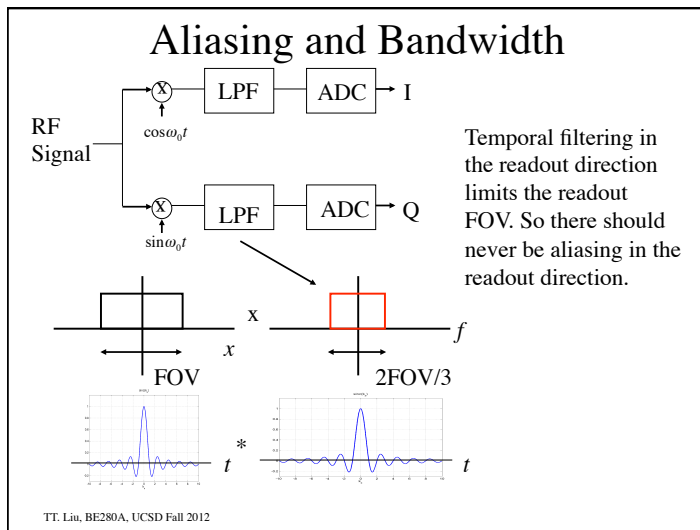 Aliasing and Bandwidth
LPF
ADC
I
x
cosω₀t
RF
Signal
x
LPF
ADC
Q
sinω₀t
Temporal filtering in
the readout direction
limits the readout
FOV. So there should
never be aliasing in the
readout direction.
x
x
f
FOV
2FOV/3
t
*
t
TT. Liu, BE280A, UCSD Fall 2012